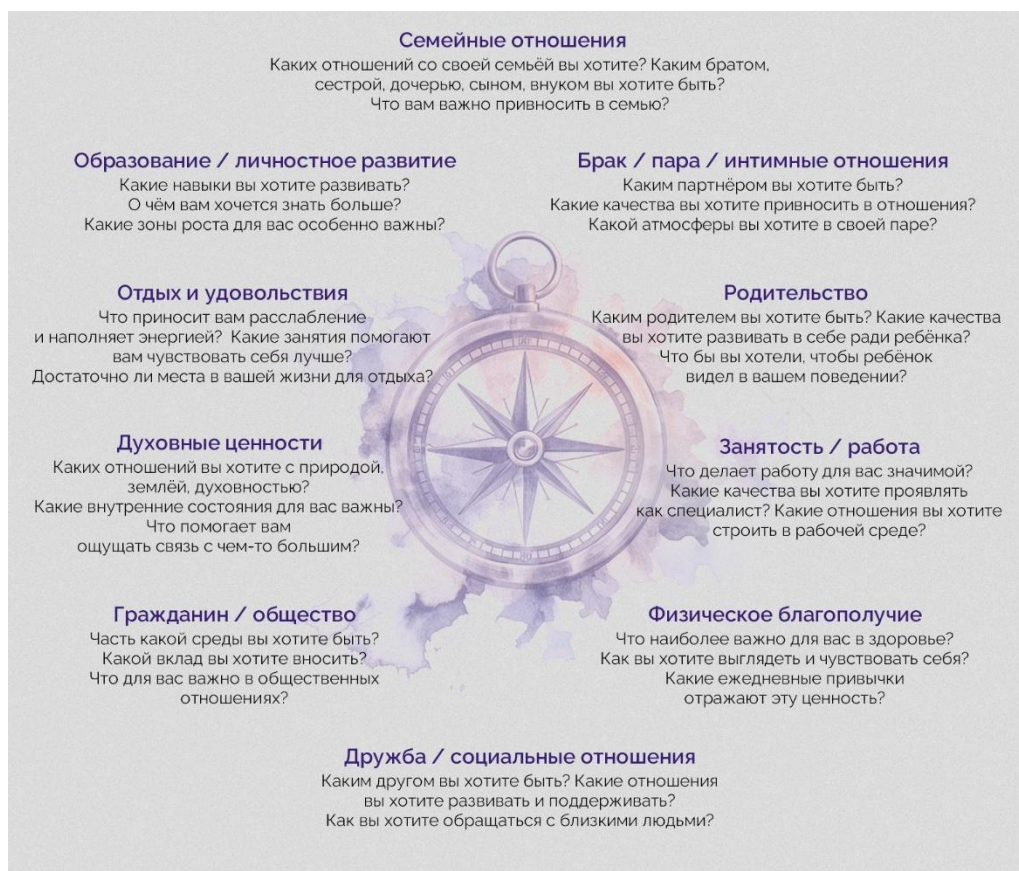 Семейные отношения
Каких отношений со своей семьёй вы хотите? Каким братом,
сестрой, дочерью, сыном, внуком вы хотите быть?
Что вам важно привносить в семью?
Образование / личностное развитие
Какие навыки вы хотите развивать?
О чём вам хочется знать больше?
Какие зоны роста для вас особенно важны?
Брак / пара / интимные отношения
Каким партнёром вы хотите быть?
Какие качества вы хотите привносить в отношения?
Какой атмосферы вы хотите в своей паре?
Отдых и удовольствия
Что приносит вам расслабление
и наполняет энергией? Какие занятия помогают
вам чувствовать себя лучше?
Достаточно ли места в вашей жизни для отдыха?
Родительство
Каким родителем вы хотите быть? Какие качества
вы хотите развивать в себе ради ребёнка?
Что бы вы хотели, чтобы ребёнок
видел в вашем поведении?
Духовные ценности
Каких отношений вы хотите с природой,
землёй, духовностью?
Какие внутренние состояния для вас важны?
Что помогает вам
ощущать связь с чем-то большим?
Занятость / работа
Что делает работу для вас значимой?
Какие качества вы хотите проявлять
как специалист? Какие отношения вы хотите
строить в рабочей среде?
Гражданин / общество
Часть какой среды вы хотите быть?
Какой вклад вы хотите вносить?
Что для вас важно в общественных
отношениях?
Физическое благополучие
Что наиболее важно для вас в здоровье?
Как вы хотите выглядеть и чувствовать себя?
Какие ежедневные привычки
отражают эту ценность?
Дружба / социальные отношения
Каким другом вы хотите быть? Какие отношения
вы хотите развивать и поддерживать?
Как вы хотите обращаться с близкими людьми?